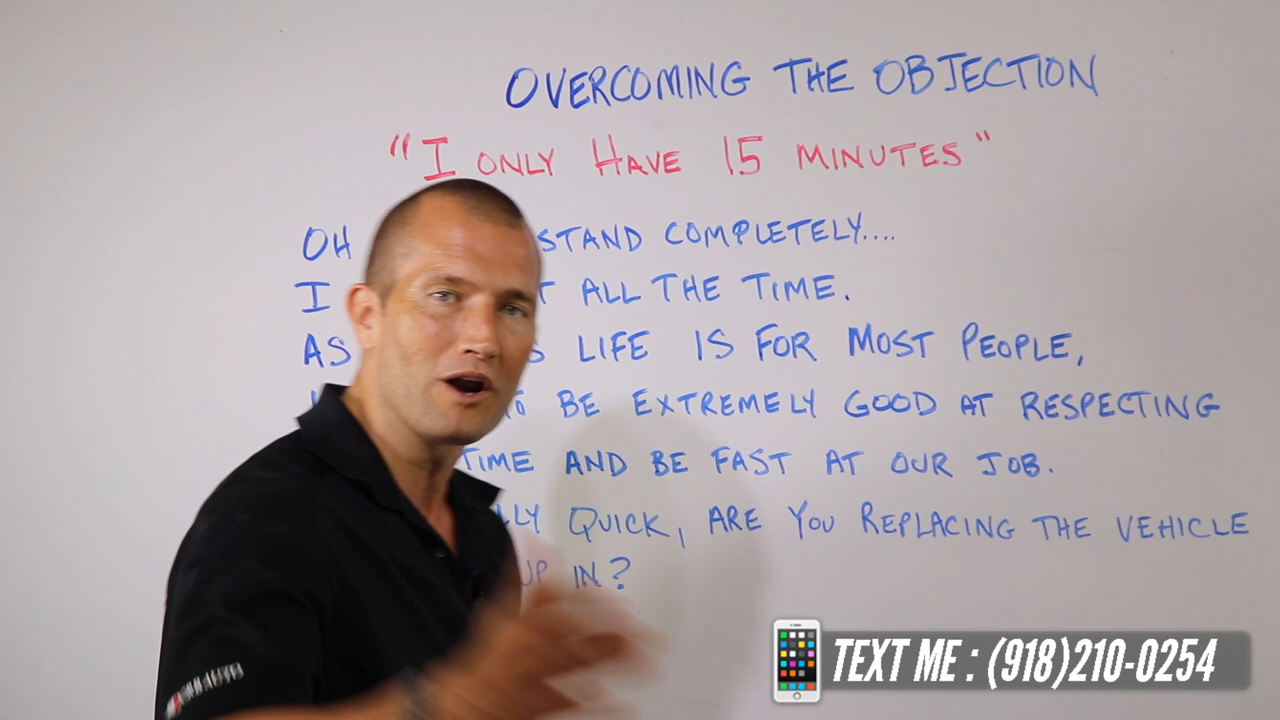 OVERCOMING THE OBJECTION
"I ONLY HAVE 15 MINUTES"
OH STAND COMPLETELY....
I T ALL THE TIME.
AS S LIFE IS FOR MOST PEOPLE,
TO BE EXTREMELY GOOD AT RESPECTING
TIME AND BE FAST AT OUR JOB.
LLY QUICK, ARE YOU REPLACING THE VEHICLE
UP IN?
TEXT ME : (918)210-0254